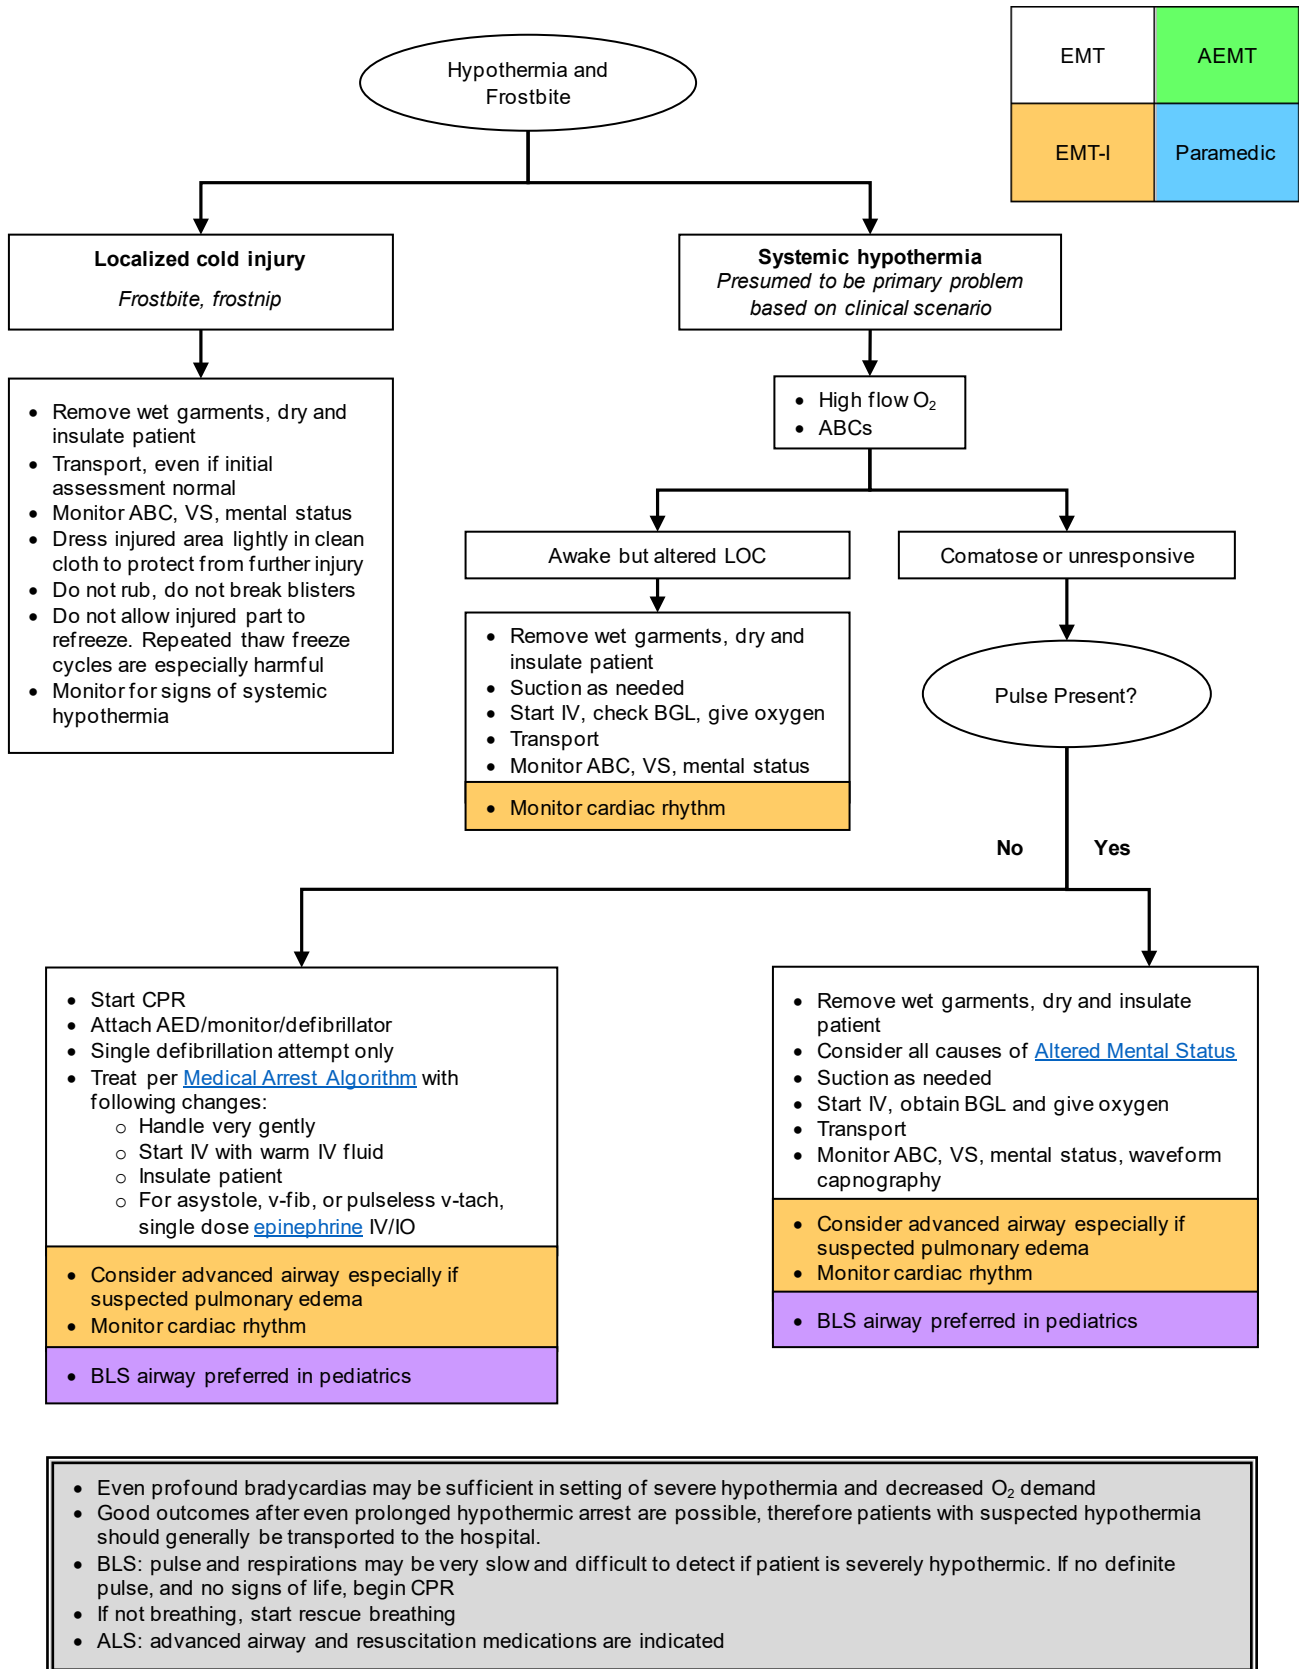 Hypothermia and
Frostbite
EMT
AEMT
EMT-I
Paramedic
Localized cold injury
Frostbite, frostnip
Systemic hypothermia
Presumed to be primary problem
based on clinical scenario
• Remove wet garments, dry and
insulate patient
• Transport, even if initial
assessment normal
• Monitor ABC, VS, mental status
• Dress injured area lightly in clean
cloth to protect from further injury
• Do not rub, do not break blisters
• Do not allow injured part to
refreeze. Repeated thaw freeze
cycles are especially harmful
• Monitor for signs of systemic
hypothermia
• High flow O₂
• ABCs
Awake but altered LOC
Comatose or unresponsive
• Remove wet garments, dry and
insulate patient
• Suction as needed
• Start IV, check BGL, give oxygen
• Transport
• Monitor ABC, VS, mental status
• Monitor cardiac rhythm
Pulse Present?
No
Yes
• Start CPR
• Attach AED/monitor/defibrillator
• Single defibrillation attempt only
• Treat per Medical Arrest Algorithm with
following changes:
o Handle very gently
o Start IV with warm IV fluid
o Insulate patient
o For asystole, v-fib, or pulseless v-tach,
single dose epinephrine IV/IO
• Consider advanced airway especially if
suspected pulmonary edema
• Monitor cardiac rhythm
• BLS airway preferred in pediatrics
• Remove wet garments, dry and insulate
patient
• Consider all causes of Altered Mental Status
• Suction as needed
• Start IV, obtain BGL and give oxygen
• Transport
• Monitor ABC, VS, mental status, waveform
capnography
• Consider advanced airway especially if
suspected pulmonary edema
• Monitor cardiac rhythm
• BLS airway preferred in pediatrics
• Even profound bradycardias may be sufficient in setting of severe hypothermia and decreased O₂ demand
• Good outcomes after even prolonged hypothermic arrest are possible, therefore patients with suspected hypothermia
should generally be transported to the hospital.
• BLS: pulse and respirations may be very slow and difficult to detect if patient is severely hypothermic. If no definite
pulse, and no signs of life, begin CPR
• If not breathing, start rescue breathing
• ALS: advanced airway and resuscitation medications are indicated